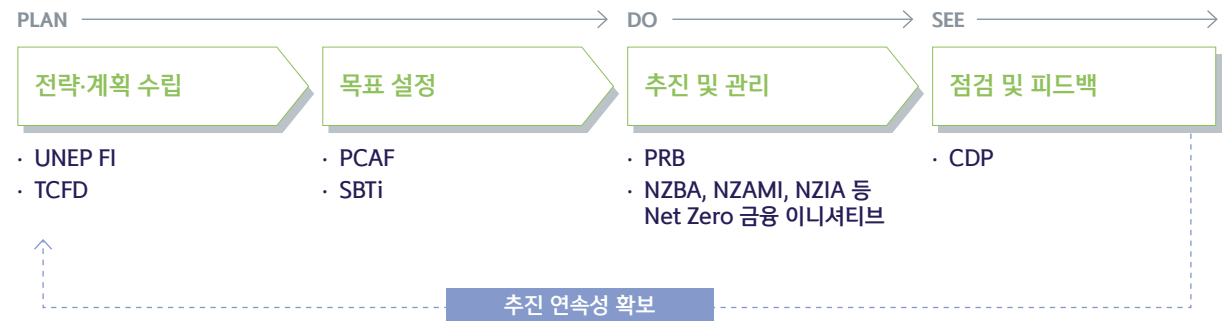 PLAN
DO
SEE
전략·계획 수립
목표 설정
추진 및 관리
점검 및 피드백
· UNEP FI
· TCFD
· PCAF
· SBTi
· PRB
· NZBA, NZAMI, NZIA 등
Net Zero 금융 이니셔티브
· CDP
추진 연속성 확보